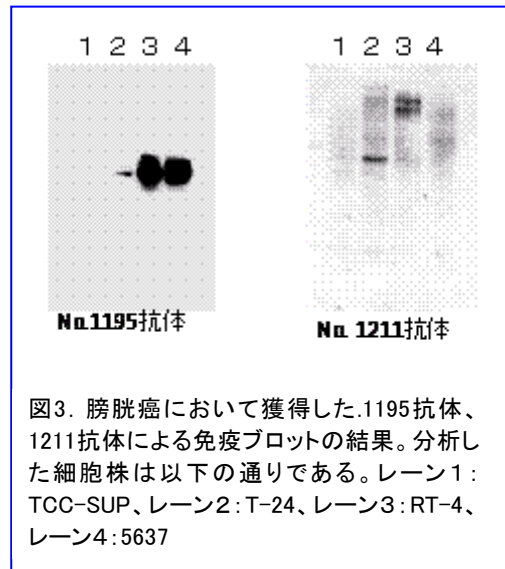 1 2 3 4
1 2 3 4
No.1195抗体
No. 1211抗体
図3. 膀胱癌において獲得した.1195抗体、
1211抗体による免疫ブロットの結果。分析し
た細胞株は以下の通りである。レーン1:
TCC-SUP、レーン2:T-24、レーン3:RT-4、
レーン4:5637